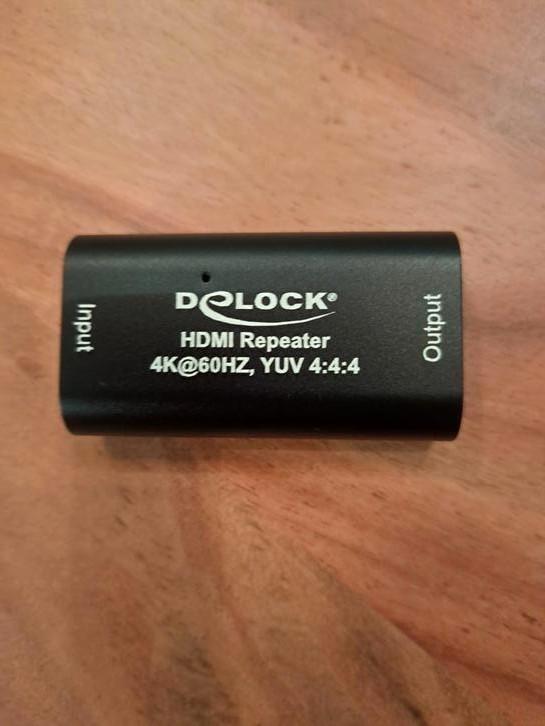 DeLOCK®
HDMI Repeater
4K@60HZ, YUV 4:4:4
Input
Output